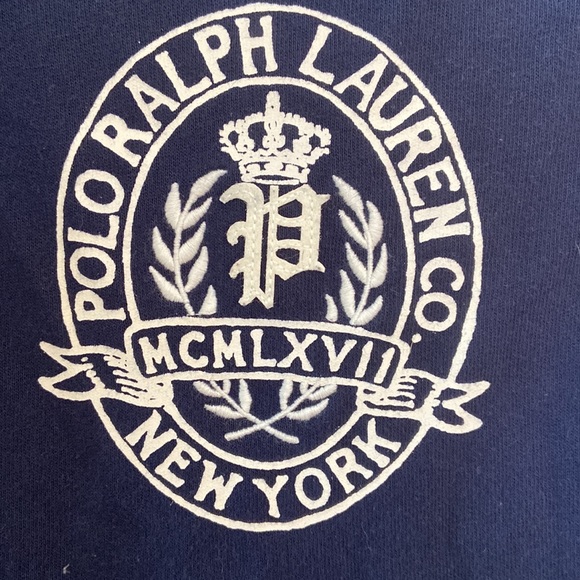 POLO RALPH LAUREN CO.
P
MCMLXVII
NEW YORK